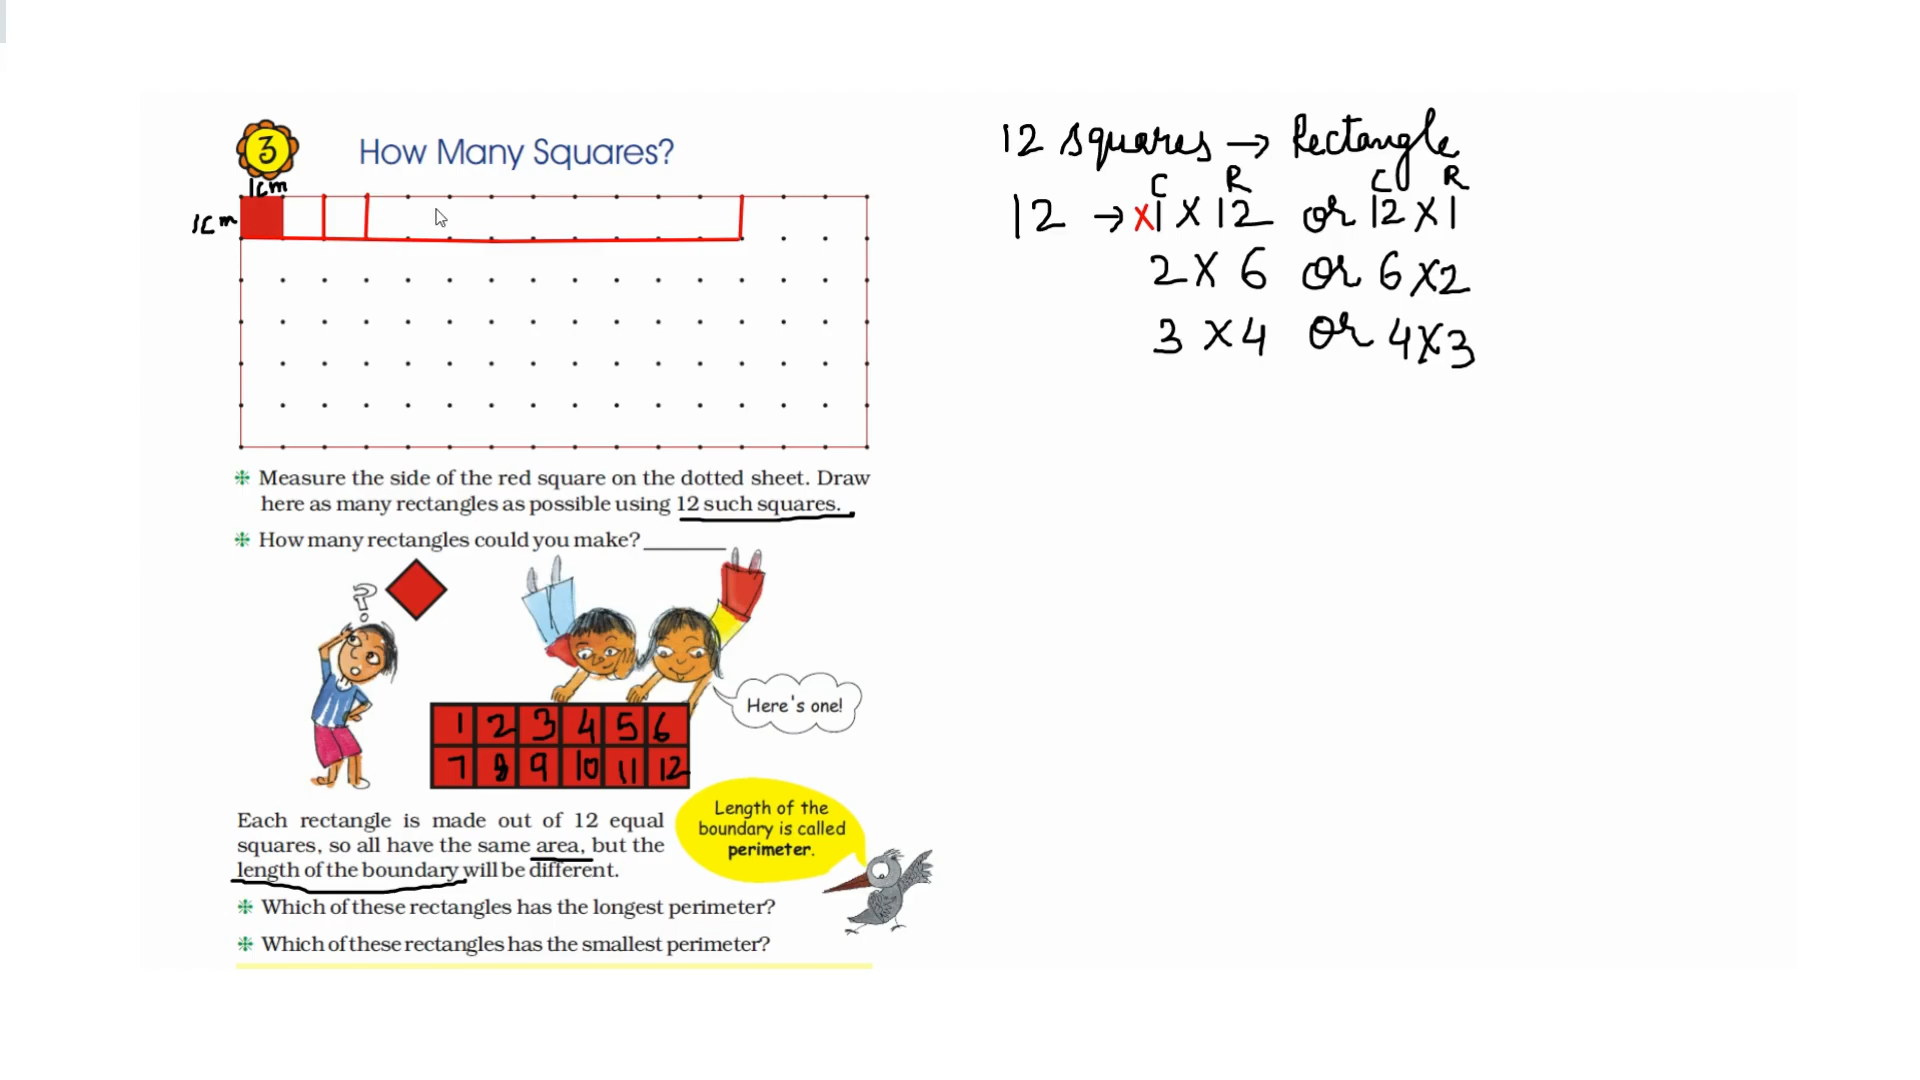 3
How Many Squares?
1cm
1cm
Measure the side of the red square on the dotted sheet. Draw
here as many rectangles as possible using 12 such squares.
How many rectangles could you make? ________
?
Here's one!
1 2 3 4 5 6
7 8 9 10 11 12
Each rectangle is made out of 12 equal
squares, so all have the same area, but the
length of the boundary will be different.
Length of the
boundary is called
perimeter.
Which of these rectangles has the longest perimeter?
Which of these rectangles has the smallest perimeter?
12 squares → Rectangle
C R C R
12 → x1 x 12 or 12 x 1
2 x 6 or 6 x 2
3 x 4 or 4 x 3